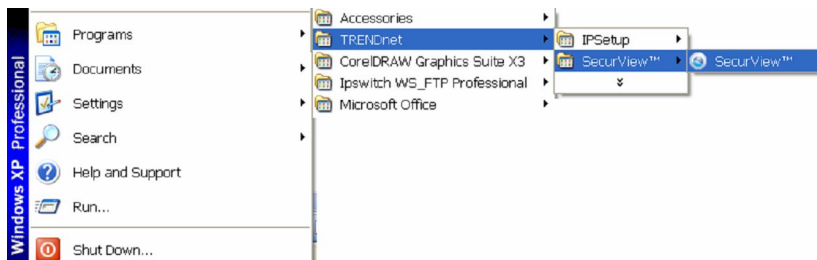 Windows XP Professional
Programs
Documents
Settings
Search
Help and Support
Run...
Shut Down...
Accessories
TRENDnet
CorelDRAW Graphics Suite X3
Ipswitch WS_FTP Professional
Microsoft Office
IPSetup
SecurView™
SecurView™